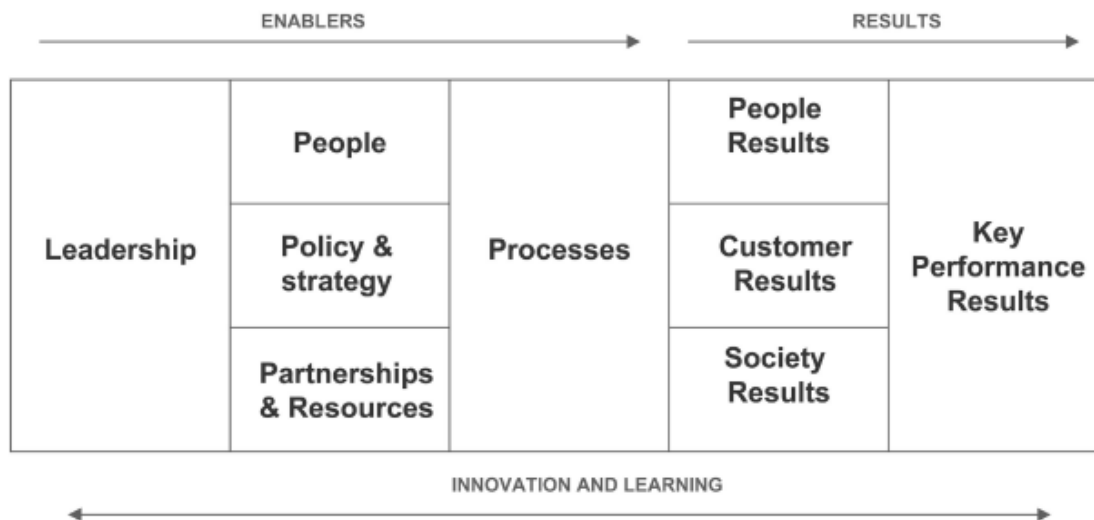 ENABLERS
RESULTS
Leadership
People
Policy &
strategy
Partnerships
& Resources
Processes
People
Results
Customer
Results
Society
Results
Key
Performance
Results
INNOVATION AND LEARNING